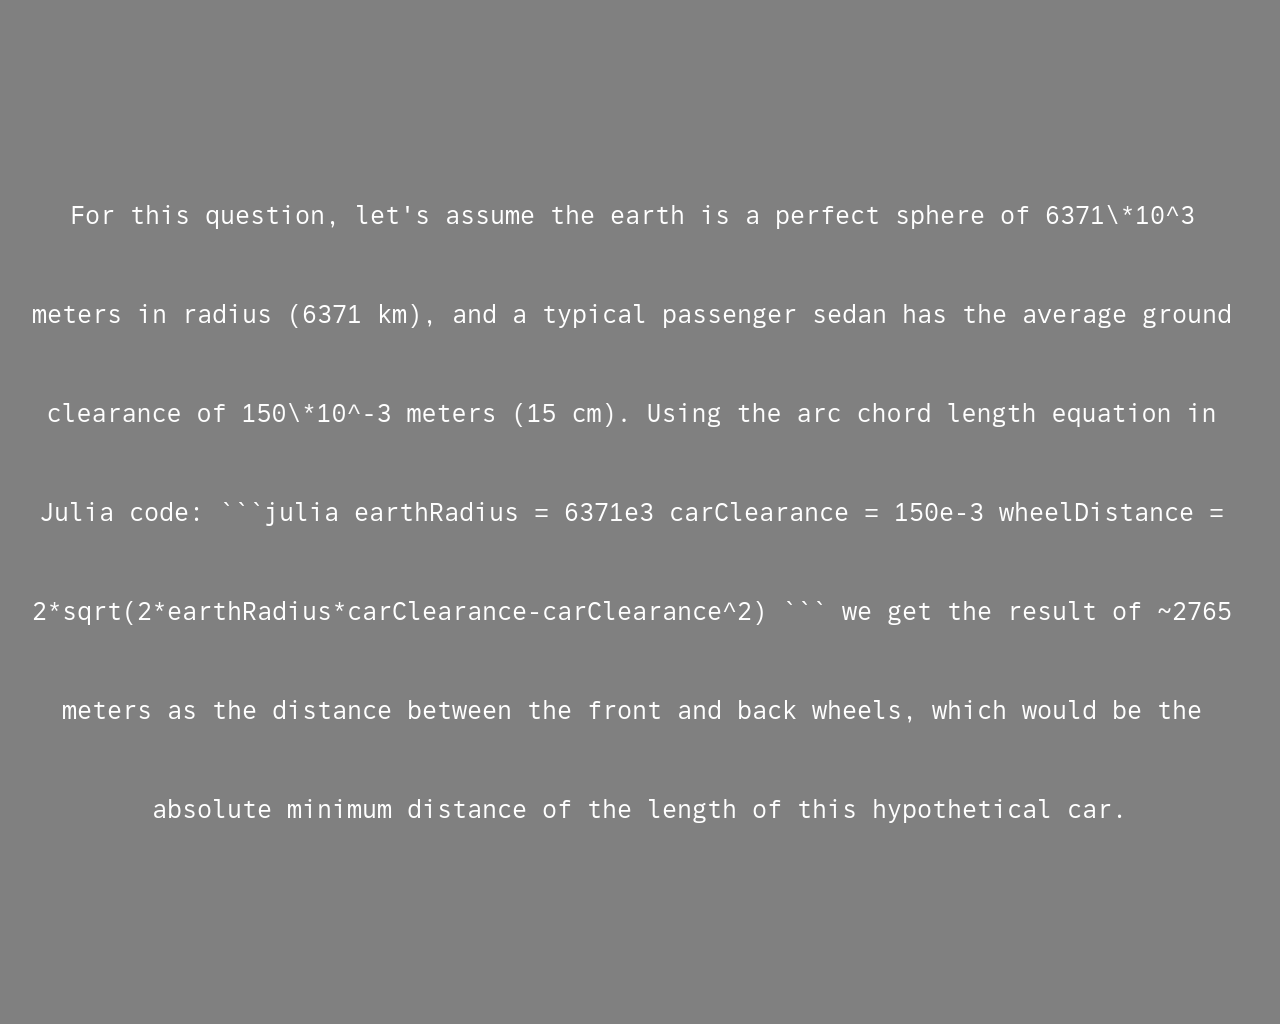 For this question, let's assume the earth is a perfect sphere of 6371\*10^3
meters in radius (6371 km), and a typical passenger sedan has the average ground
clearance of 150\*10^-3 meters (15 cm). Using the arc chord length equation in
Julia code: ```julia earthRadius = 6371e3 carClearance = 150e-3 wheelDistance =
2*sqrt(2*earthRadius*carClearance-carClearance^2) ``` we get the result of ~2765
meters as the distance between the front and back wheels, which would be the
absolute minimum distance of the length of this hypothetical car.